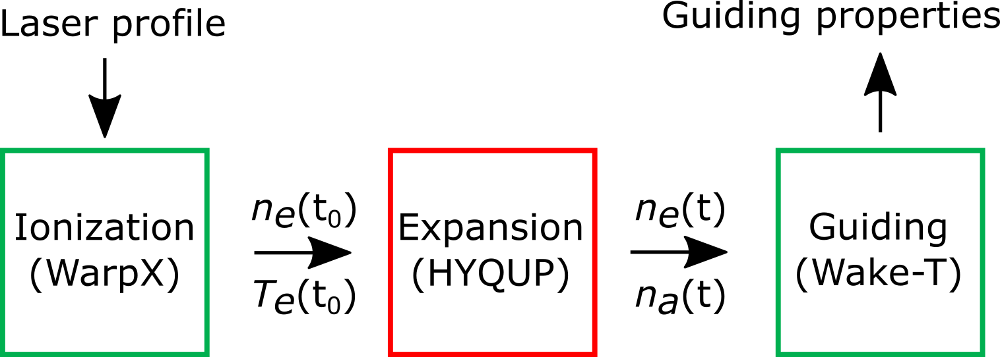 Laser profile
Guiding properties
Ionization
(WarpX)
nₑ(t₀)
Tₑ(t₀)
Expansion
(HYQUP)
nₑ(t)
nₐ(t)
Guiding
(Wake-T)